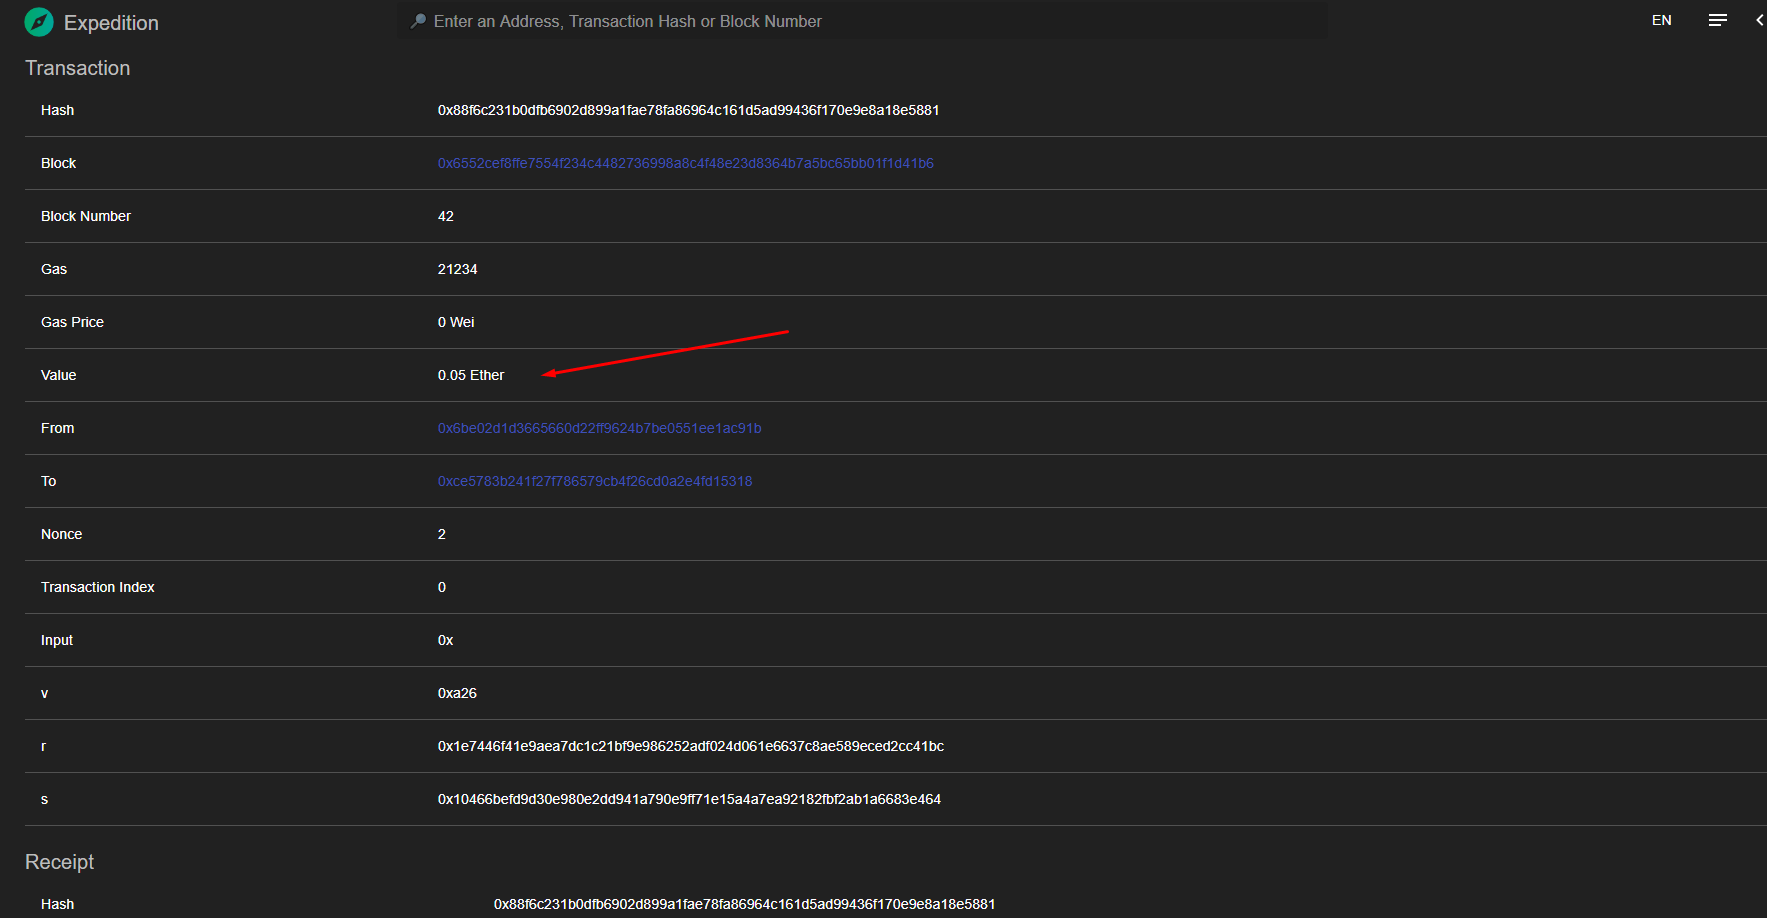 Expedition
Enter an Address, Transaction Hash or Block Number
EN
Transaction
Hash 0x88f6c231b0dfb6902d899a1fae78fa86964c161d5ad99436f170e9e8a18e5881
Block 0x6552cef8ffe7554f234c4482736998a8c4f48e23d8364b7a5bc65bb01f1d41b6
Block Number 42
Gas 21234
Gas Price 0 Wei
Value 0.05 Ether
From 0x6be02d1d3665660d22ff9624b7be0551ee1ac91b
To 0xce5783b241f27f786579cb4f26cd0a2e4fd15318
Nonce 2
Transaction Index 0
Input 0x
v 0xa26
r 0x1e7446f41e9aea7dc1c21bf9e986252adf024d061e6637c8ae589eced2cc41bc
s 0x10466befd9d30e980e2dd941a790e9ff71e15a4a7ea92182fbf2ab1a6683e464
Receipt
Hash 0x88f6c231b0dfb6902d899a1fae78fa86964c161d5ad99436f170e9e8a18e5881